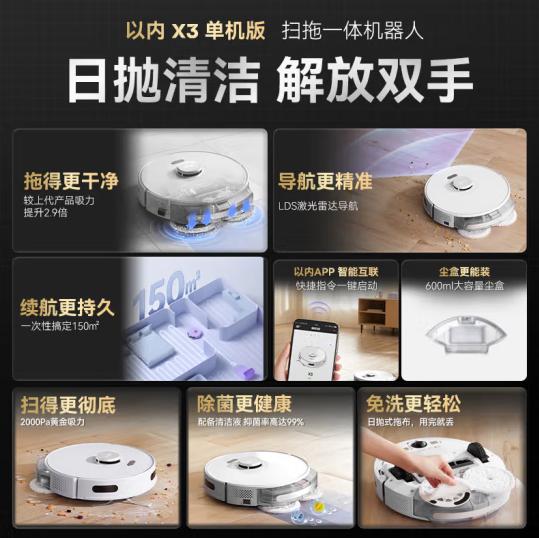 以内 X3 单机版 扫拖一体机器人
日抛清洁 解放双手
拖得更干净
较上代产品吸力
提升2.9倍
导航更精准
LDS激光雷达导航
续航更持久
一次性搞定150㎡
150m²
以内APP 智能互联
快捷指令一键启动
X3
尘盒更能装
600ml大容量尘盒
扫得更彻底
2000Pa黄金吸力
除菌更健康
配备清洁液 抑菌率高达99%
免洗更轻松
日抛式拖布，用完就丢